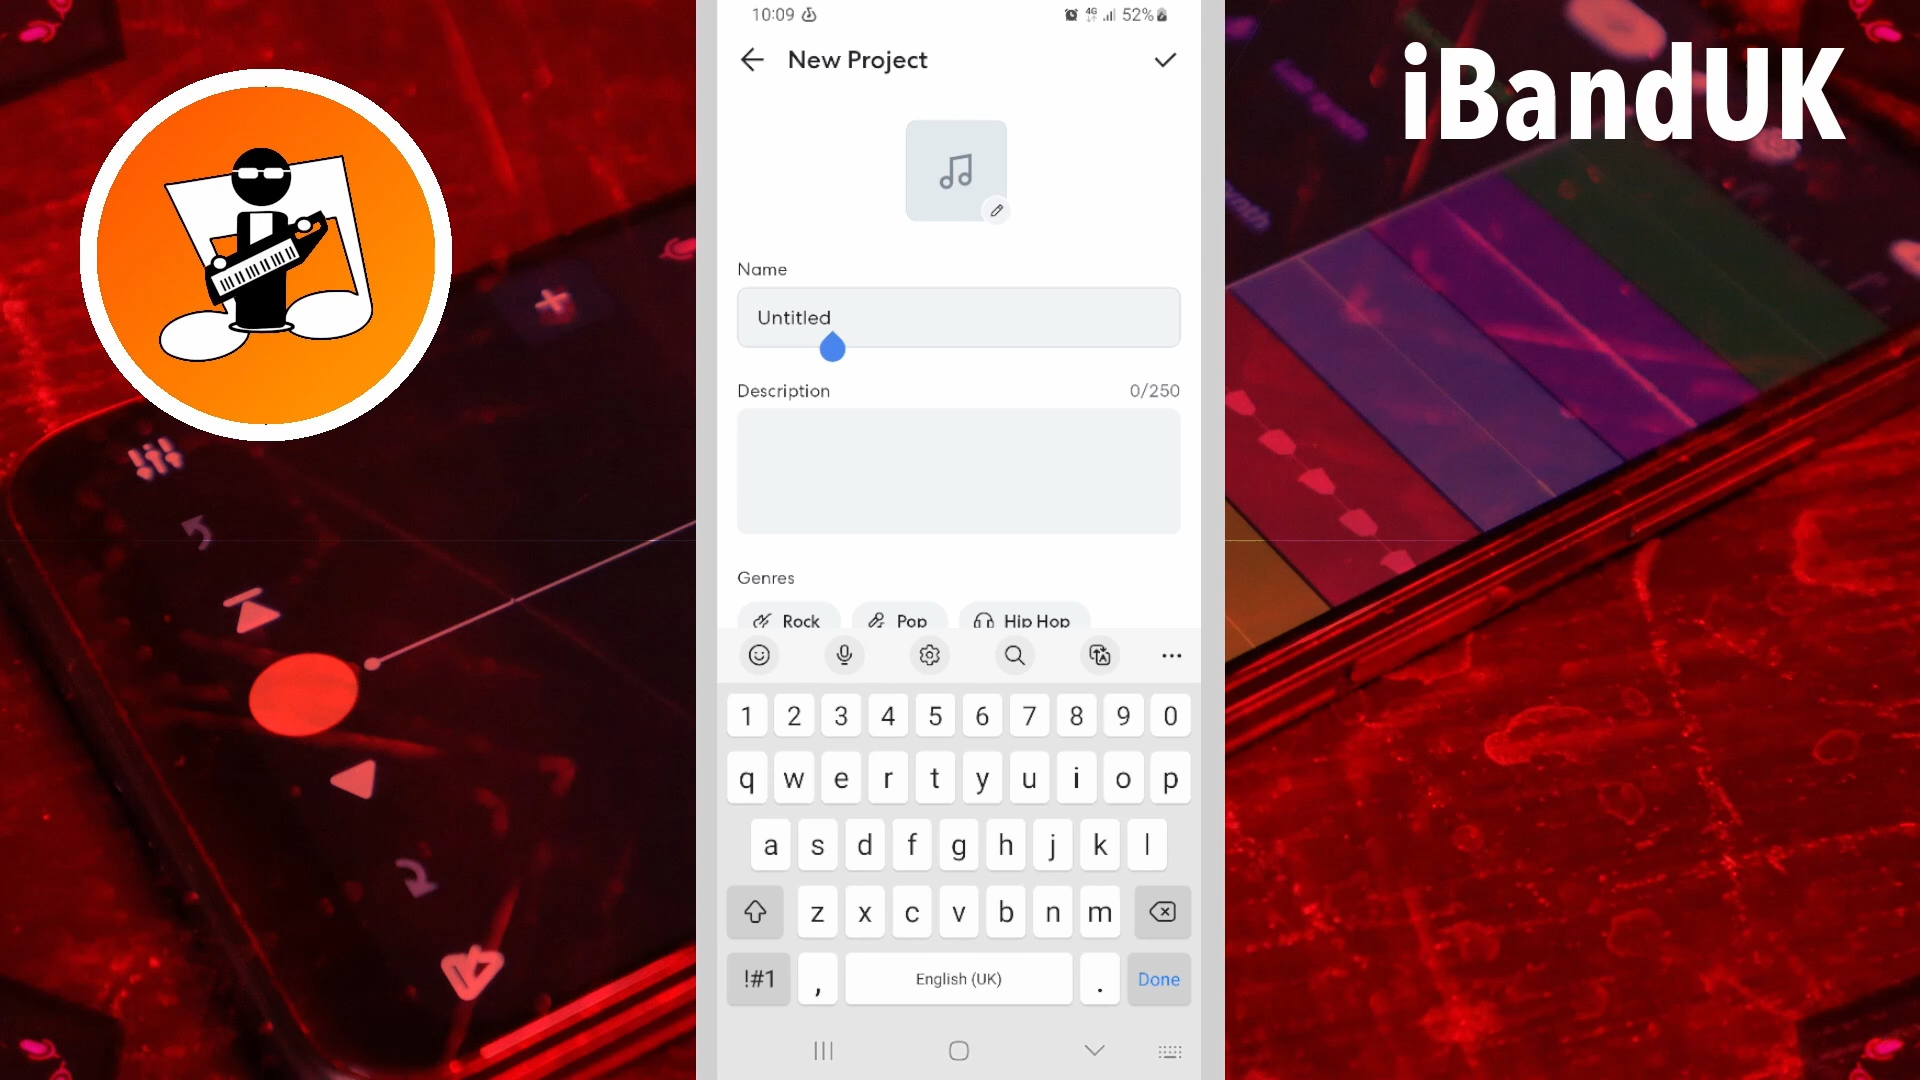 10:09
4G
52%
New Project
iBandUK
Name
Untitled
Description 0/250
Genres
Rock Pop Hip Hop
1 2 3 4 5 6 7 8 9 0
q w e r t y u i o p
a s d f g h j k l
z x c v b n m
!#1 , English (UK) . Done